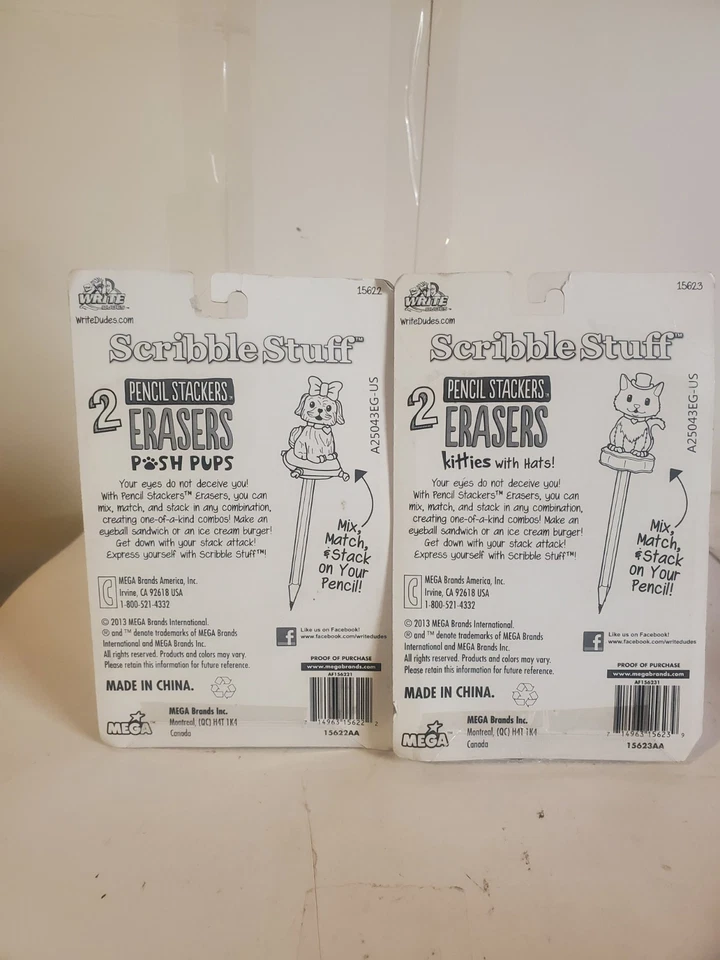 WRITE
WriteDudes.com
15622
Scribble Stuff™
2
PENCIL STACKERS™
ERASERS
POSH PUPS
A25043EG-US
Your eyes do not deceive you!
With Pencil Stackers™ Erasers, you can
mix, match, and stack in any combination,
creating one-of-a-kind combos! Make an
eyeball sandwich or an ice cream burger!
Get down with your stack attack!
Express yourself with Scribble Stuff™!
Mix,
Match,
& Stack
on Your
Pencil!
MEGA Brands America, Inc.
Irvine, CA 92618 USA
1-800-521-4332
© 2013 MEGA Brands International.
® and ™ denote trademarks of MEGA Brands
International and MEGA Brands Inc.
All rights reserved. Products and colors may vary.
Please retain this information for future reference.
f
Like us on Facebook!
www.facebook.com/writedudes
PROOF OF PURCHASE
www.megabrands.com
AF156221
MADE IN CHINA.
MEGA
MEGA Brands Inc.
Montreal, (QC) H4T 1K4
Canada
7 14963 15622 2
15622AA
WRITE
WriteDudes.com
15623
Scribble Stuff™
2
PENCIL STACKERS™
ERASERS
kitties with Hats!
A25043EG-US
Your eyes do not deceive you!
With Pencil Stackers™ Erasers, you can
mix, match, and stack in any combination,
creating one-of-a-kind combos! Make an
eyeball sandwich or an ice cream burger!
Get down with your stack attack!
Express yourself with Scribble Stuff™!
Mix,
Match,
& Stack
on Your
Pencil!
MEGA Brands America, Inc.
Irvine, CA 92618 USA
1-800-521-4332
© 2013 MEGA Brands International.
® and ™ denote trademarks of MEGA Brands
International and MEGA Brands Inc.
All rights reserved. Products and colors may vary.
Please retain this information for future reference.
f
Like us on Facebook!
www.facebook.com/writedudes
PROOF OF PURCHASE
www.megabrands.com
AF156231
MADE IN CHINA.
MEGA
MEGA Brands Inc.
Montreal, (QC) H4T 1K4
Canada
7 14963 15623 9
15623AA